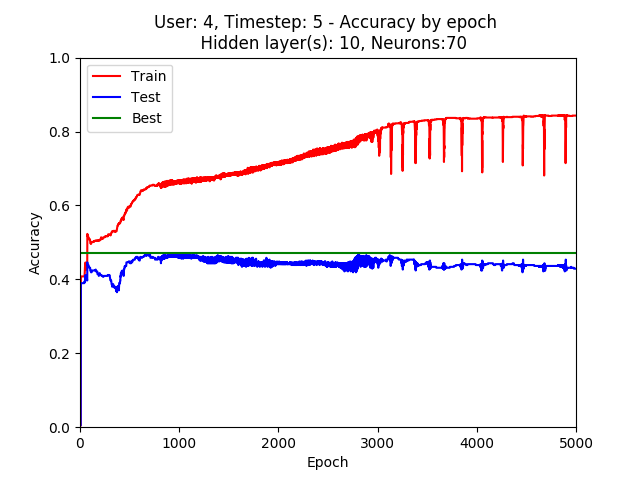 User: 4, Timestep: 5 - Accuracy by epoch
Hidden layer(s): 10, Neurons:70
1.0
Train
Test
Best
0.8
0.6
Accuracy
0.4
0.2
0.0
0 1000 2000 3000 4000 5000
Epoch